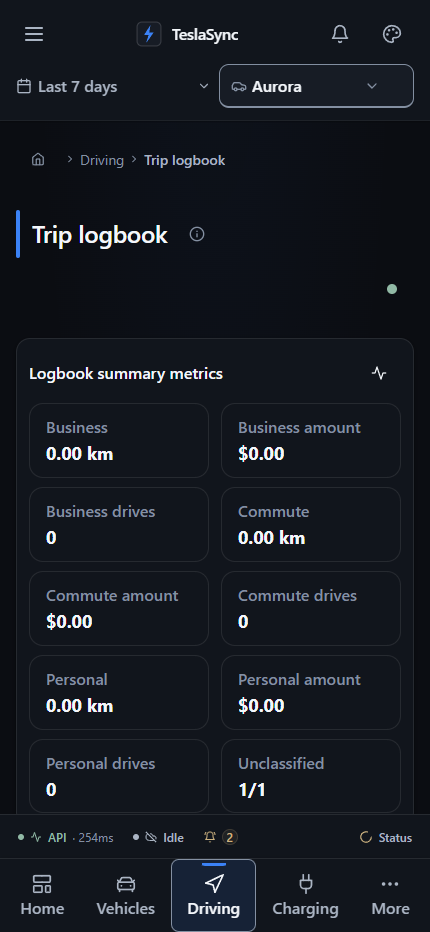 TeslaSync
Last 7 days
Aurora
Driving
Trip logbook
Trip logbook
Logbook summary metrics
Business
0.00 km
Business amount
$0.00
Business drives
0
Commute
0.00 km
Commute amount
$0.00
Commute drives
0
Personal
0.00 km
Personal amount
$0.00
Personal drives
0
Unclassified
1/1
API · 254ms
Idle
2
Status
Home
Vehicles
Driving
Charging
More